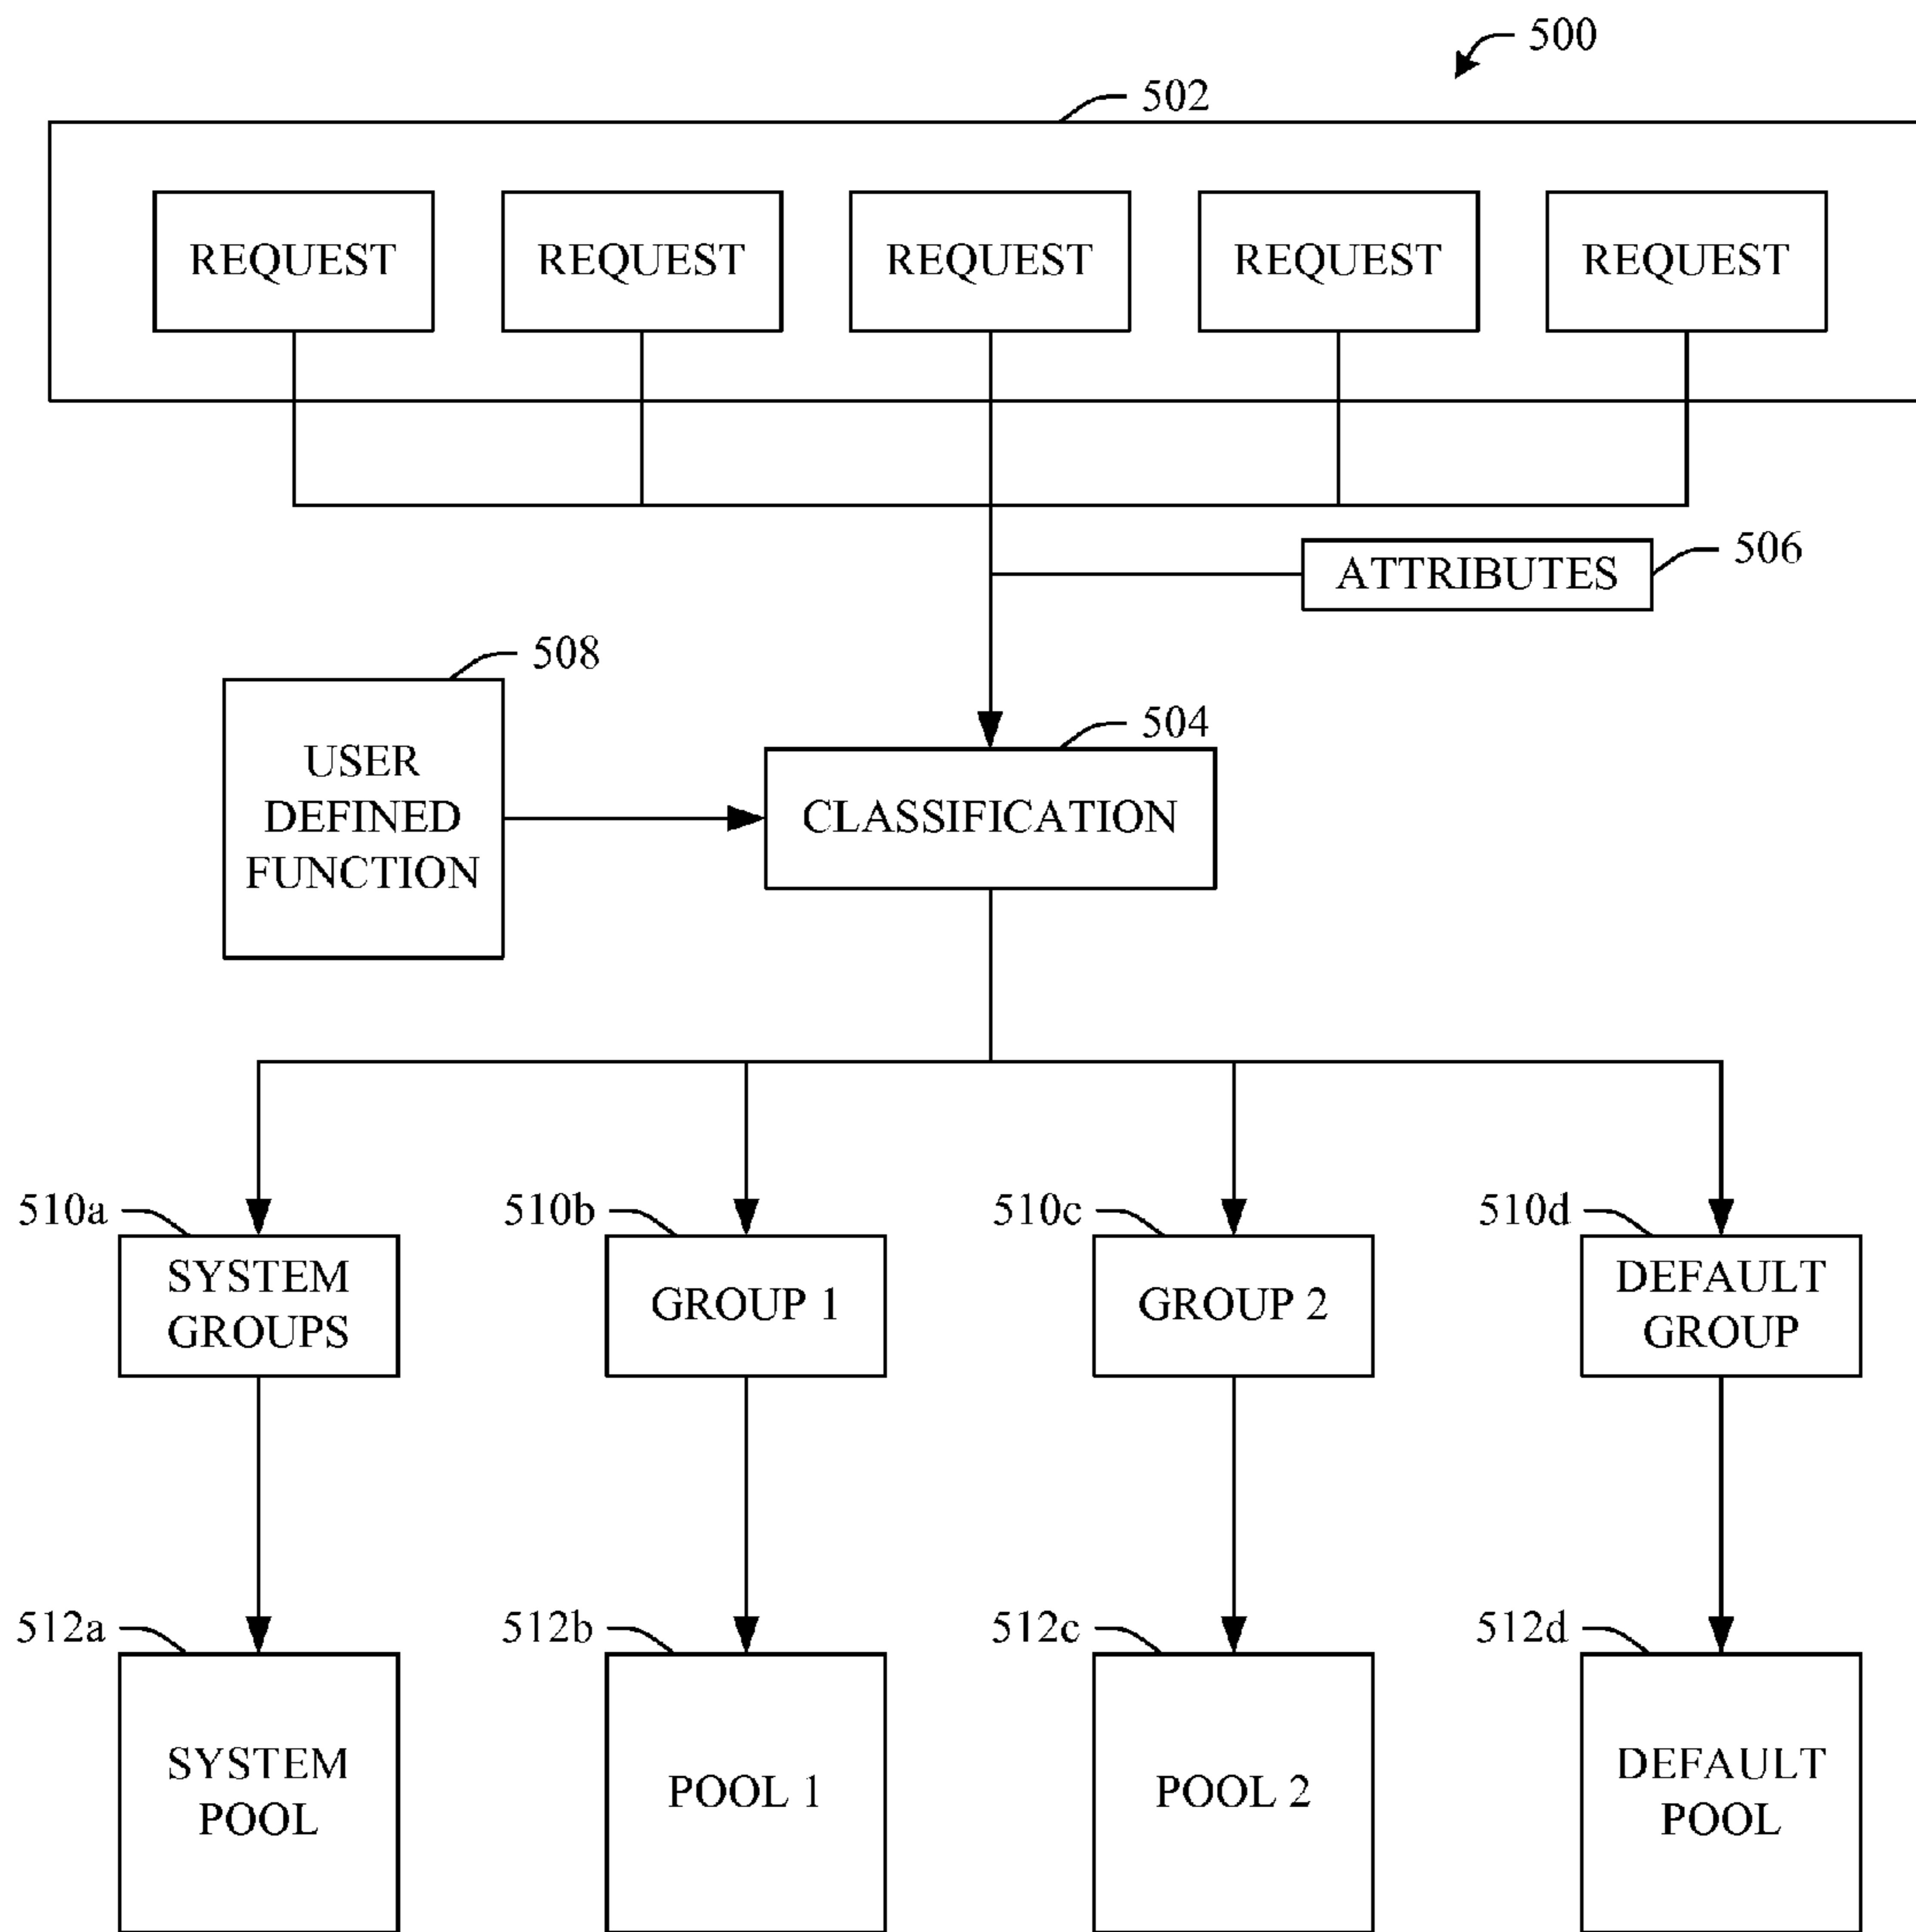 500
502
REQUEST REQUEST REQUEST REQUEST REQUEST
ATTRIBUTES
506
508
USER
DEFINED
FUNCTION
504
CLASSIFICATION
510a 510b 510c 510d
SYSTEM
GROUPS
GROUP 1
GROUP 2
DEFAULT
GROUP
512a 512b 512c 512d
SYSTEM
POOL
POOL 1
POOL 2
DEFAULT
POOL